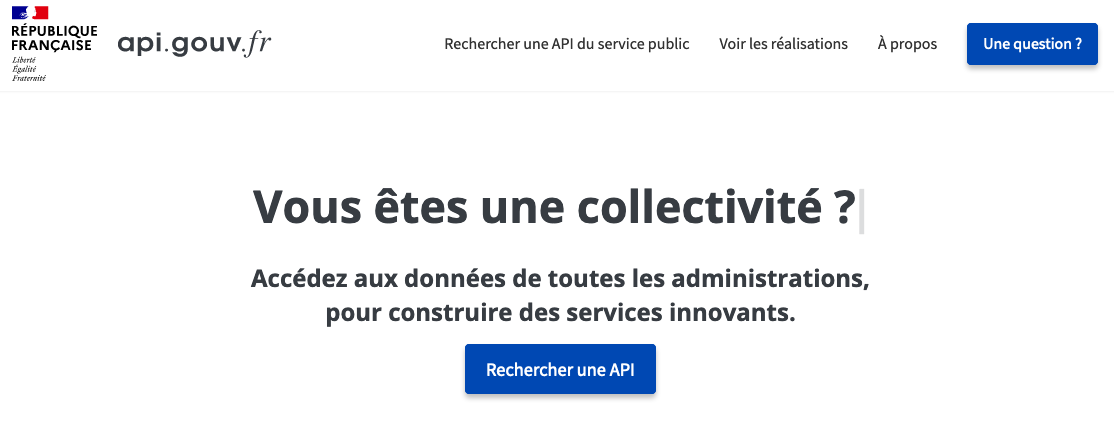 RÉPUBLIQUE
FRANÇAISE
Liberté
Égalité
Fraternité
api.gouv.fr
Rechercher une API du service public
Voir les réalisations
À propos
Une question ?
Vous êtes une collectivité ?
Accédez aux données de toutes les administrations,
pour construire des services innovants.
Rechercher une API